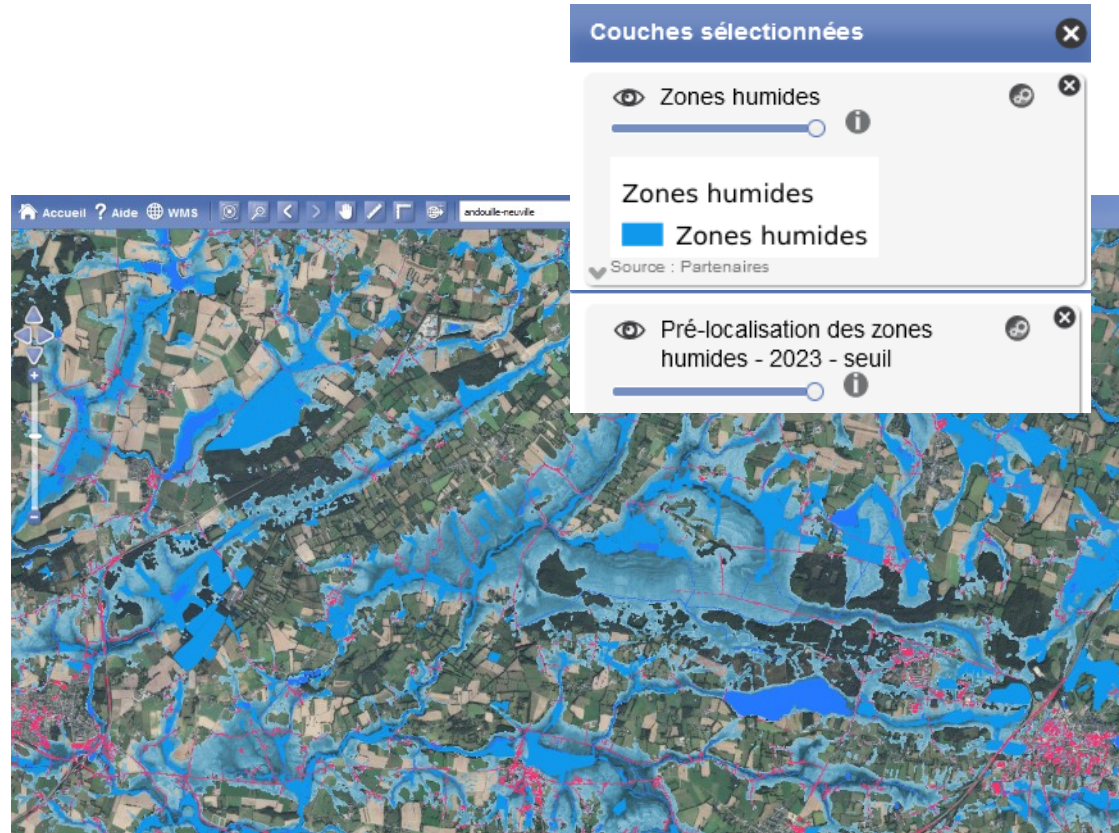 Couches sélectionnées
Zones humides
Zones humides
Zones humides
Source : Partenaires
Pré-localisation des zones
humides - 2023 - seuil
Accueil ? Aide WMS andouille-neuville